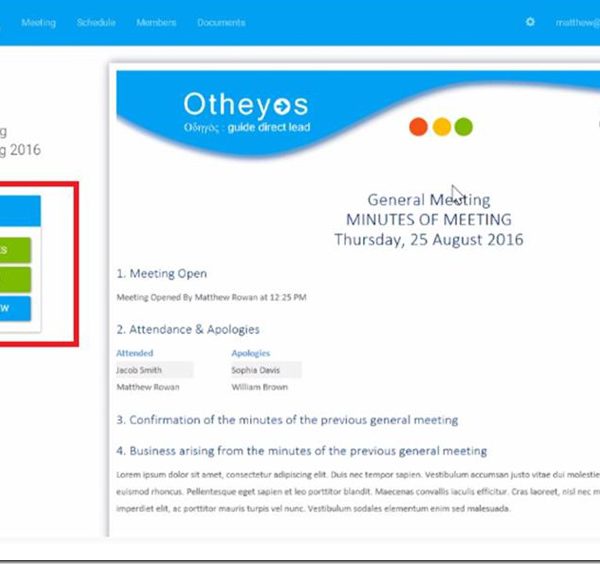 Meeting Schedule Members Documents matthew@
g
g 2016
ES
W
Otheyos
Οδηγός : guide direct lead
General Meeting
MINUTES OF MEETING
Thursday, 25 August 2016
1. Meeting Open
Meeting Opened By Matthew Rowan at 12:25 PM
2. Attendance & Apologies
Attended Apologies
Jacob Smith Sophia Davis
Matthew Rowan William Brown
3. Confirmation of the minutes of the previous general meeting
4. Business arising from the minutes of the previous general meeting
Lorem ipsum dolor sit amet, consectetur adipiscing elit. Duis nec tempor sapien. Vestibulum accumsan justo vitae dui molestie
euismod rhoncus. Pellentesque eget sapien et leo porttitor blandit. Maecenas convallis iaculis efficitur. Cras laoreet, nisl nec m
imperdiet elit, ac porttitor mauris turpis vel nunc. Vestibulum sodales elementum enim sed malesuada.